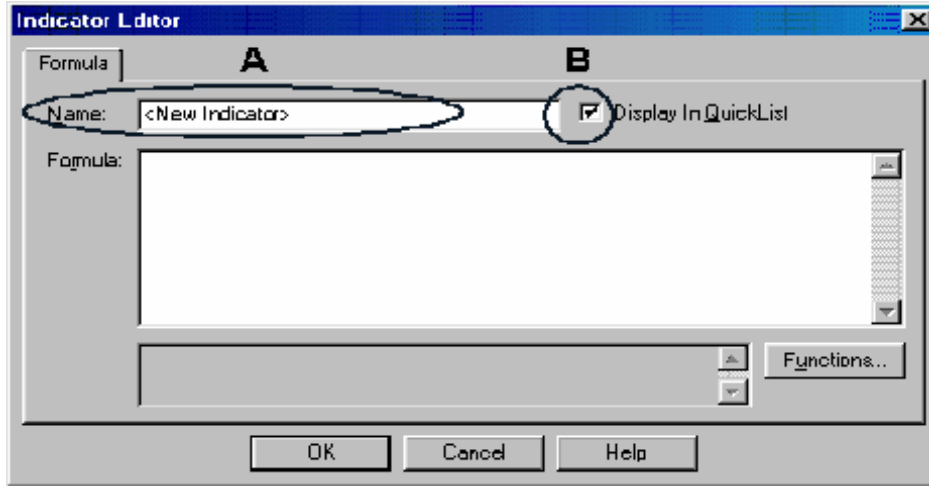 Indicator Editor
Formula
A
B
Name:
<New Indicator>
Display In QuickList
Formula:
Functions...
OK
Cancel
Help